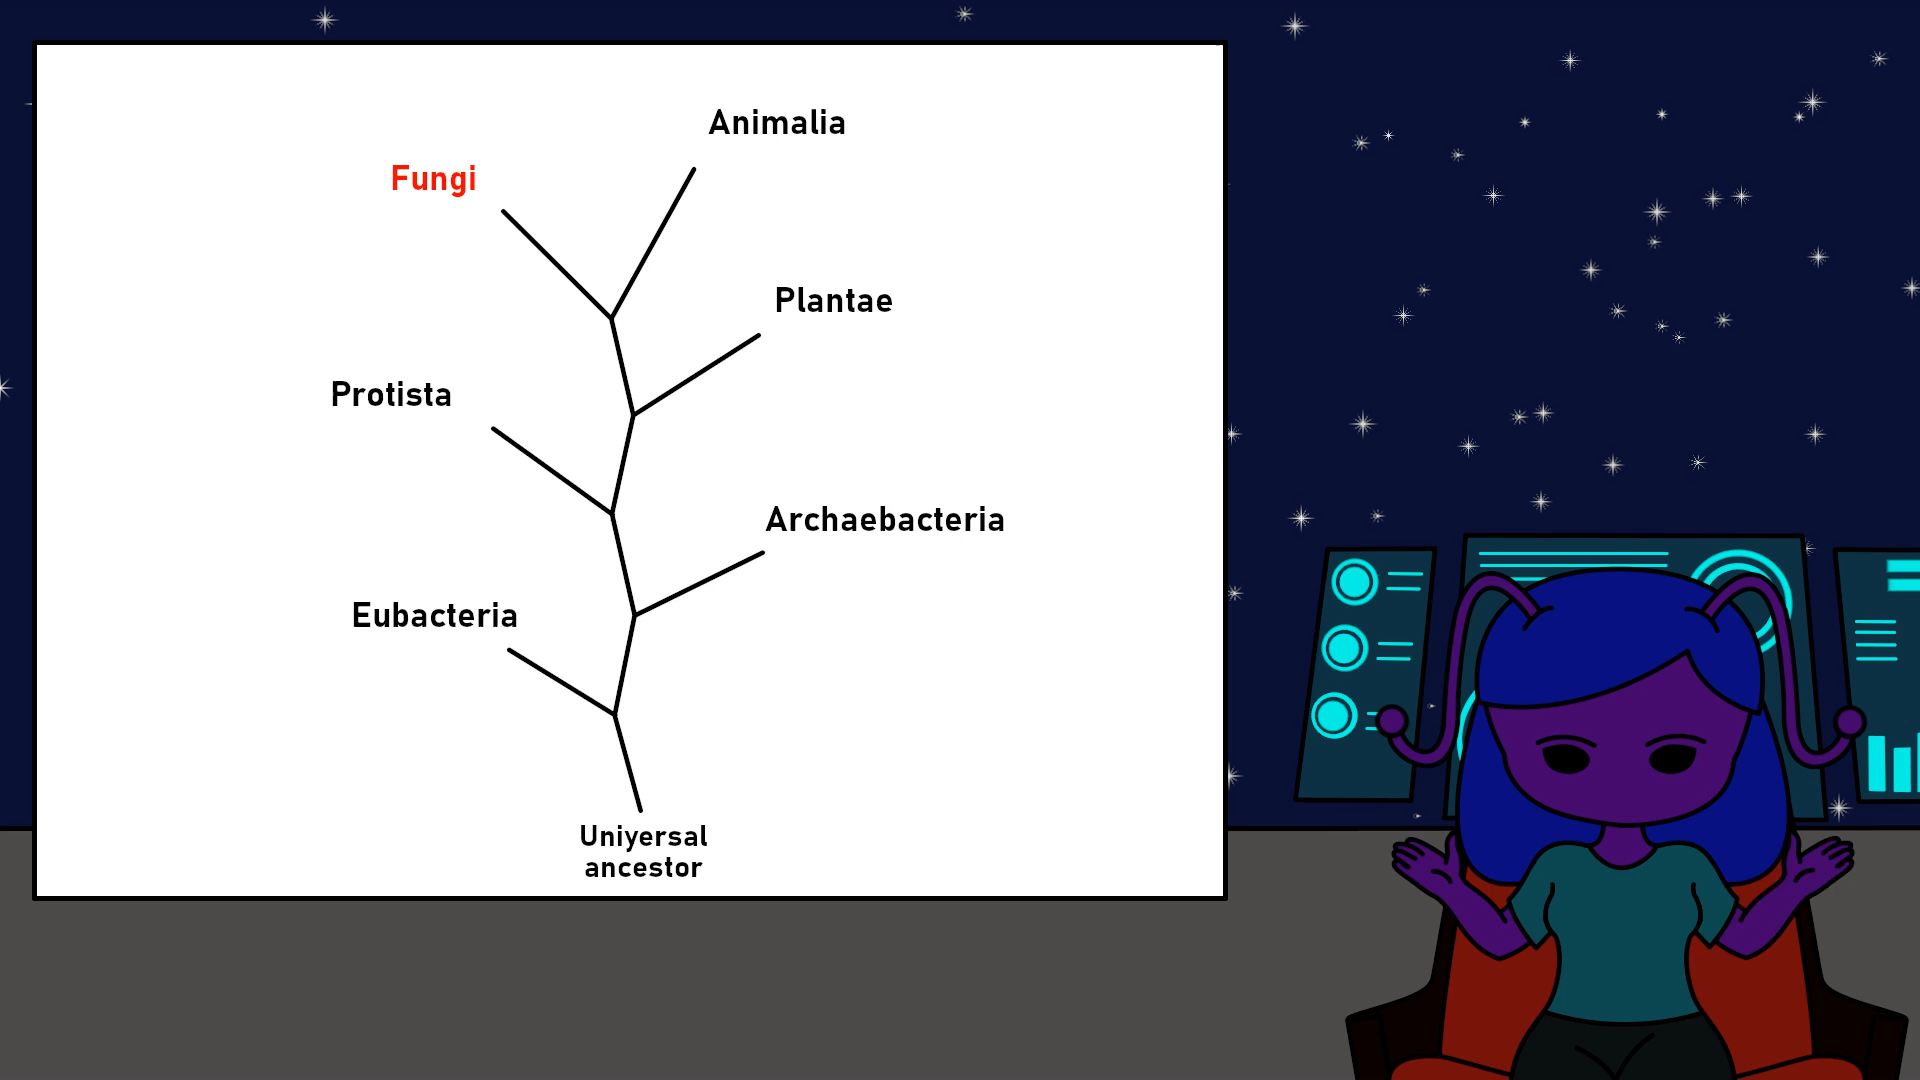 Animalia
Fungi
Plantae
Protista
Archaebacteria
Eubacteria
Uniyersal
ancestor